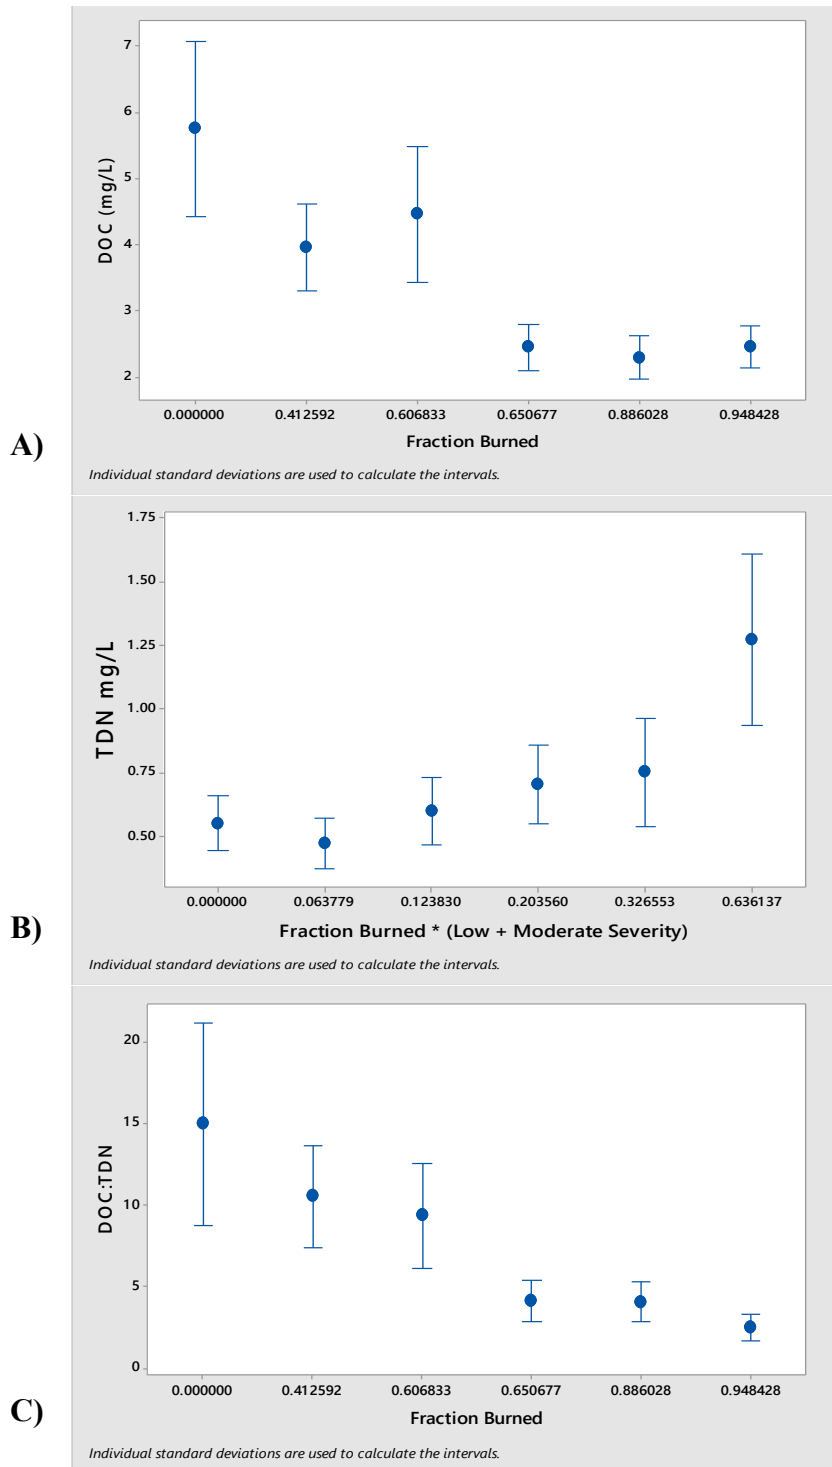 7
6
5
4
3
2
DOC (mg/L)
0.000000 0.412592 0.606833 0.650677 0.886028 0.948428
Fraction Burned
A)
Individual standard deviations are used to calculate the intervals.
1.75
1.50
1.25
1.00
0.75
0.50
TDN mg/L
0.000000 0.063779 0.123830 0.203560 0.326553 0.636137
Fraction Burned * (Low + Moderate Severity)
B)
Individual standard deviations are used to calculate the intervals.
20
15
10
5
0
DOC:TDN
0.000000 0.412592 0.606833 0.650677 0.886028 0.948428
Fraction Burned
C)
Individual standard deviations are used to calculate the intervals.